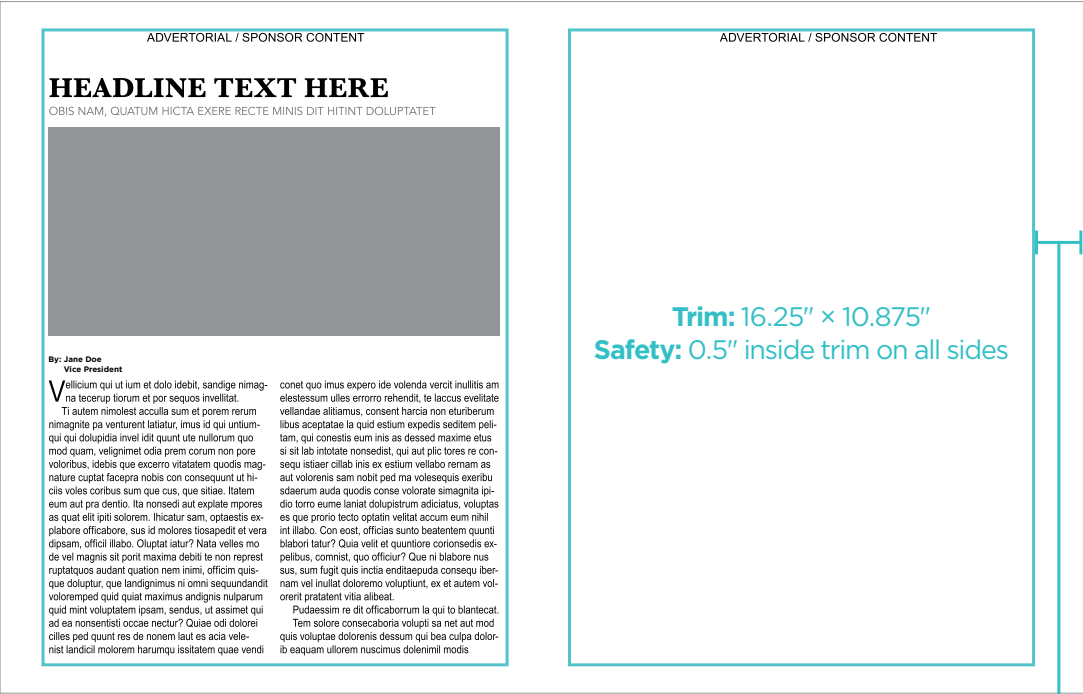 ADVERTORIAL / SPONSOR CONTENT
HEADLINE TEXT HERE
OBIS NAM, QUATUM HICTA EXERE RECTE MINIS DIT HITINT DOLUPTATET
By: Jane Doe
Vice President
Vellicium qui ut ium et dolo idebit, sandige nimag-
na tecerup tiorum et por sequos invellitat.
Ti autem nimolest acculla sum et porem rerum
nimagnite pa venturent latiatur, imus id qui untium-
qui qui dolupidia invel idit quunt ute nullorum quo
mod quam, velignimet odia prem corum non pore
voloribus, idebis que excerro vitatatem quodis mag-
nature cuptat facepra nobis con consequunt ut hi-
ciis voles coribus sum que cus, que sitiae. Itatem
eum aut pra dentio. Ita nonsedi aut explate mpores
as quat elit ipiti solorem. Ihicatur sam, optaestis ex-
plabore officabore, sus id molores tiosapedit et vera
dipsam, officil illabo. Oluptat iatur? Nata velles mo
de vel magnis sit porit maxima debiti te non represt
ruptatquos audant quation nem inimi, officim quis-
que doluptur, que landignimus ni omni sequundandit
voloremped quid quiat maximus andignis nulparum
quid mint voluptatem ipsam, sendus, ut assimet qui
ad ea nonsentisti occae nectur? Quiae odi dolorei
cilles ped quunt res de nonem laut es acia vele-
nist landicil molorem harumqu issitatem quae vendi
conet quo imus expero ide volenda vercit inullitis am
elestessum ulles errorro rehendit, te laccus evelitate
vellandae alitiamus, consent harcia non eturiberum
libus aceptatae la quid estium expedis seditem peli-
tam, qui conestis eum inis as dessed maxime etus
si sit lab intotate nonsedist, qui aut plic tores re con-
sequ istiaer cillab inis ex estium vellabo rernam as
aut volorenis sam nobit ped ma volesequis exeribu
sdaerum auda quodis conse volorate simagnita ipi-
dio torro eume laniat dolupistrum adiciatus, voluptas
es que prorio tecto optatin velitat accum eum nihil
int illabo. Con eost, officias sunto beatentem quunti
blabori tatur? Quia velit et quuntiore corionsedis ex-
pelibus, comnist, quo officiur? Que ni blabore nus
sus, sum fugit quis inctia enditaepuda consequ iber-
nam vel inullat doloremo voluptiunt, ex et autem vol-
orerit pratatent vitia alibeat.
Pudaessim re dit officaborrum la qui to blantecat.
Tem solore consecaboria volupti sa net aut mod
quis voluptae dolorenis dessum qui bea culpa dolor-
ib eaquam ullorem nuscimus dolenimil modis
ADVERTORIAL / SPONSOR CONTENT
Trim: 16.25" × 10.875"
Safety: 0.5" inside trim on all sides